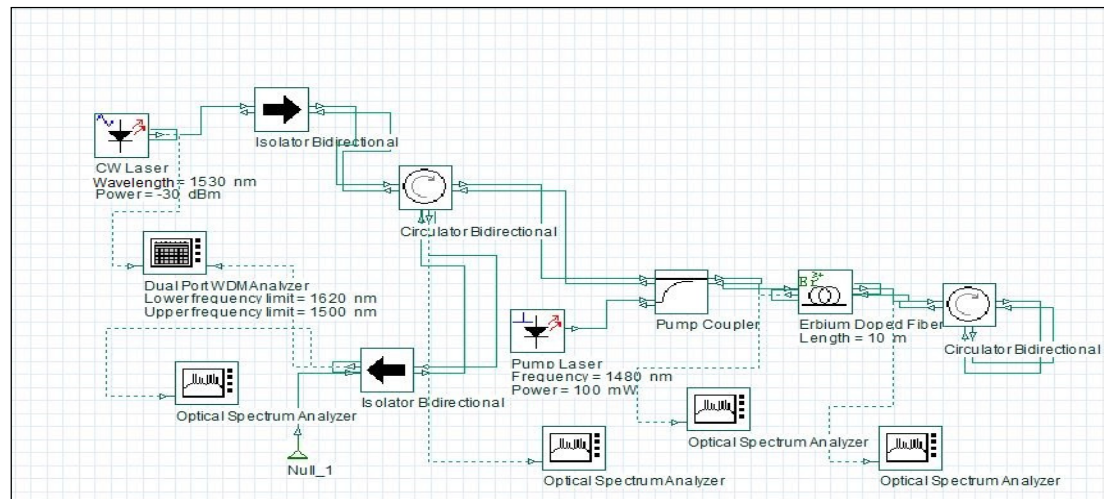 Isolator Bidirectional
CW Laser
Wavelength = 1530 nm
Power = -30 dBm
Circulator Bidirectional
Dual Port WDM Analyzer
Lower frequency limit = 1620 nm
Upper frequency limit = 1500 nm
Pump Coupler
Er 3+
Erbium Doped Fiber
Length = 10 m
Circulator Bidirectional
Pump Laser
Frequency = 1480 nm
Power = 100 mW
Isolator Bidirectional
Optical Spectrum Analyzer
Optical Spectrum Analyzer
Null_1
Optical Spectrum Analyzer
Optical Spectrum Analyzer